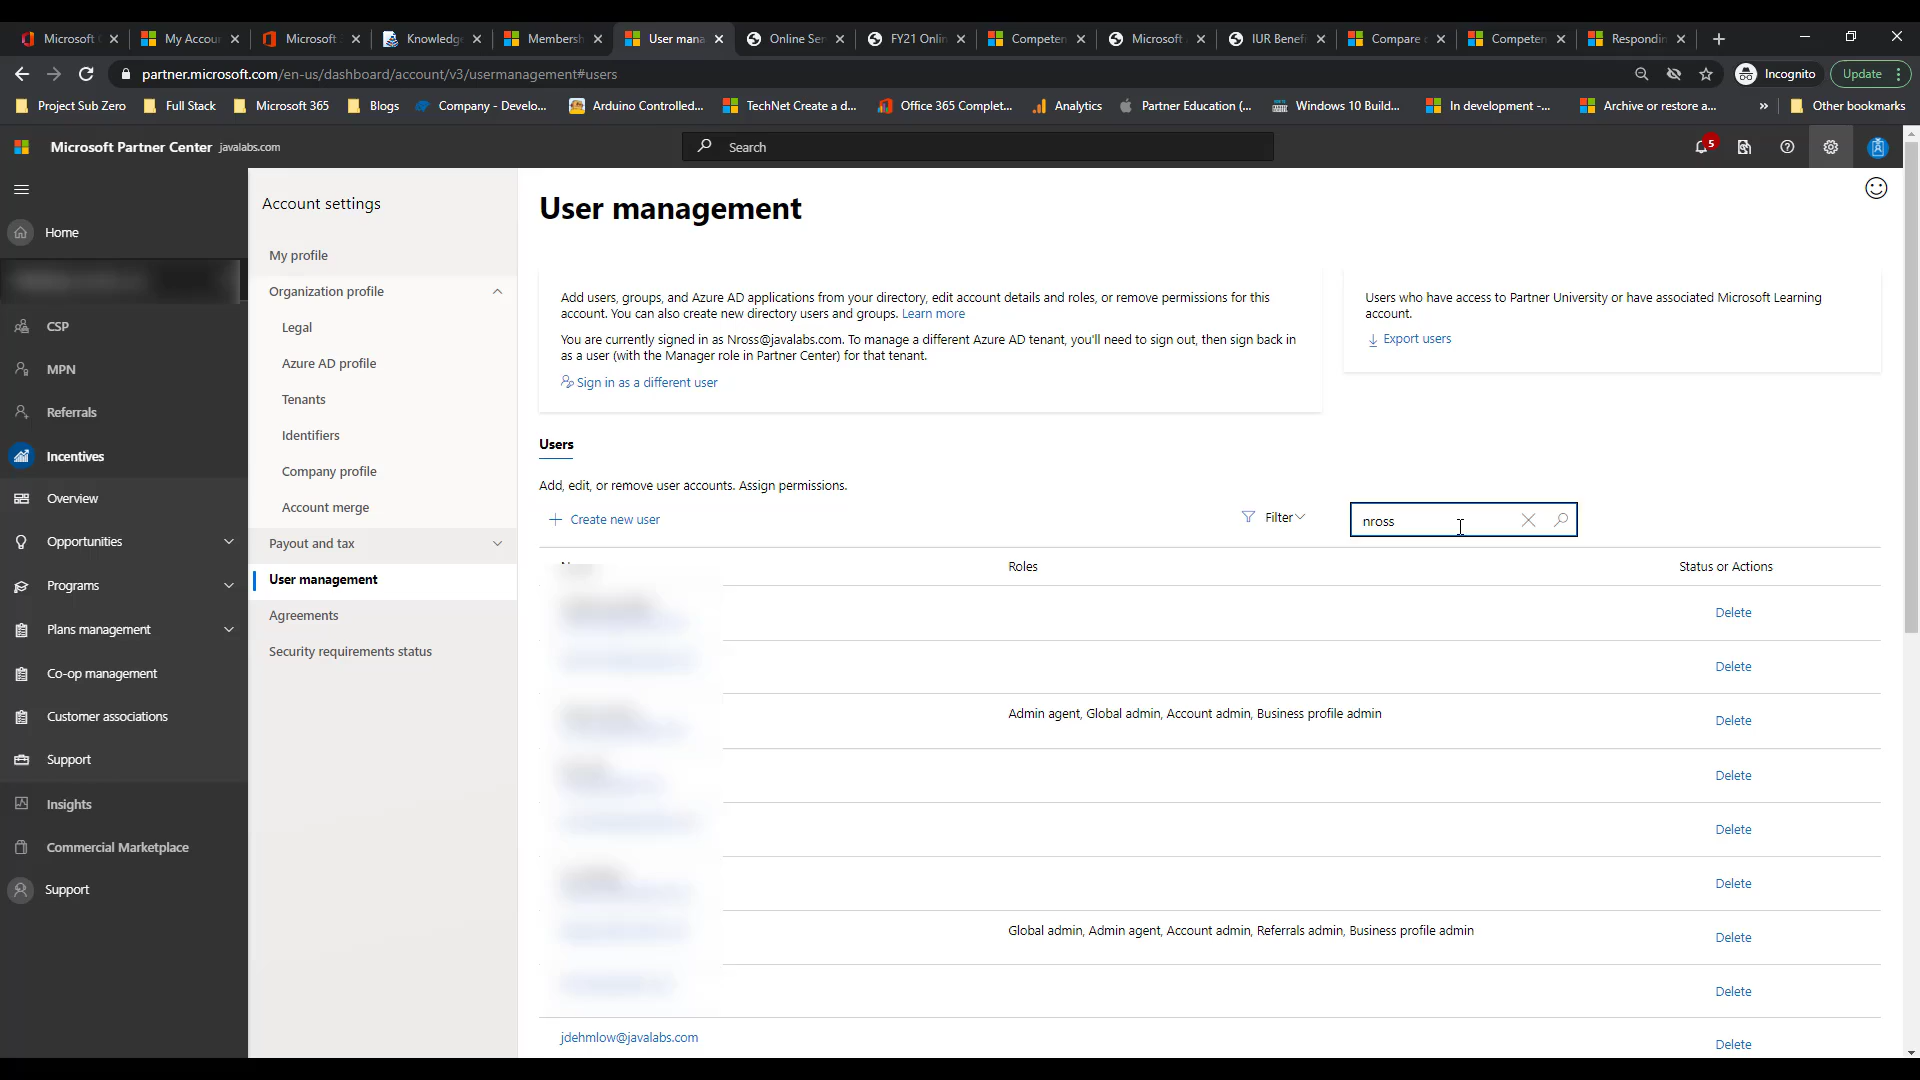 Microsoft
My Accou
Microsoft
Knowledge
Membersh
User mana
Online Ser
FY21 Onlin
Competen
Microsoft
IUR Benef
Compare
Competen
Respondin
partner.microsoft.com/en-us/dashboard/account/v3/usermanagement#users
Incognito
Update
Project Sub Zero
Full Stack
Microsoft 365
Blogs
Company - Develo...
Arduino Controlled...
TechNet Create a d...
Office 365 Complet...
Analytics
Partner Education (...
Windows 10 Build...
In development -...
Archive or restore a...
»
Other bookmarks
Microsoft Partner Center javalabs.com
Search
5
Home
CSP
MPN
Referrals
Incentives
Overview
Opportunities
Programs
Plans management
Co-op management
Customer associations
Support
Insights
Commercial Marketplace
Support
Account settings
My profile
Organization profile
Legal
Azure AD profile
Tenants
Identifiers
Company profile
Account merge
Payout and tax
User management
Agreements
Security requirements status
User management
Add users, groups, and Azure AD applications from your directory, edit account details and roles, or remove permissions for this
account. You can also create new directory users and groups. Learn more
You are currently signed in as Nross@javalabs.com. To manage a different Azure AD tenant, you'll need to sign out, then sign back in
as a user (with the Manager role in Partner Center) for that tenant.
Sign in as a different user
Users who have access to Partner University or have associated Microsoft Learning
account.
Export users
Users
Add, edit, or remove user accounts. Assign permissions.
Create new user
Filter
nross
Roles
Status or Actions
Delete
Delete
Admin agent, Global admin, Account admin, Business profile admin
Delete
Delete
Delete
Delete
Global admin, Admin agent, Account admin, Referrals admin, Business profile admin
Delete
Delete
jdehmlow@javalabs.com
Delete